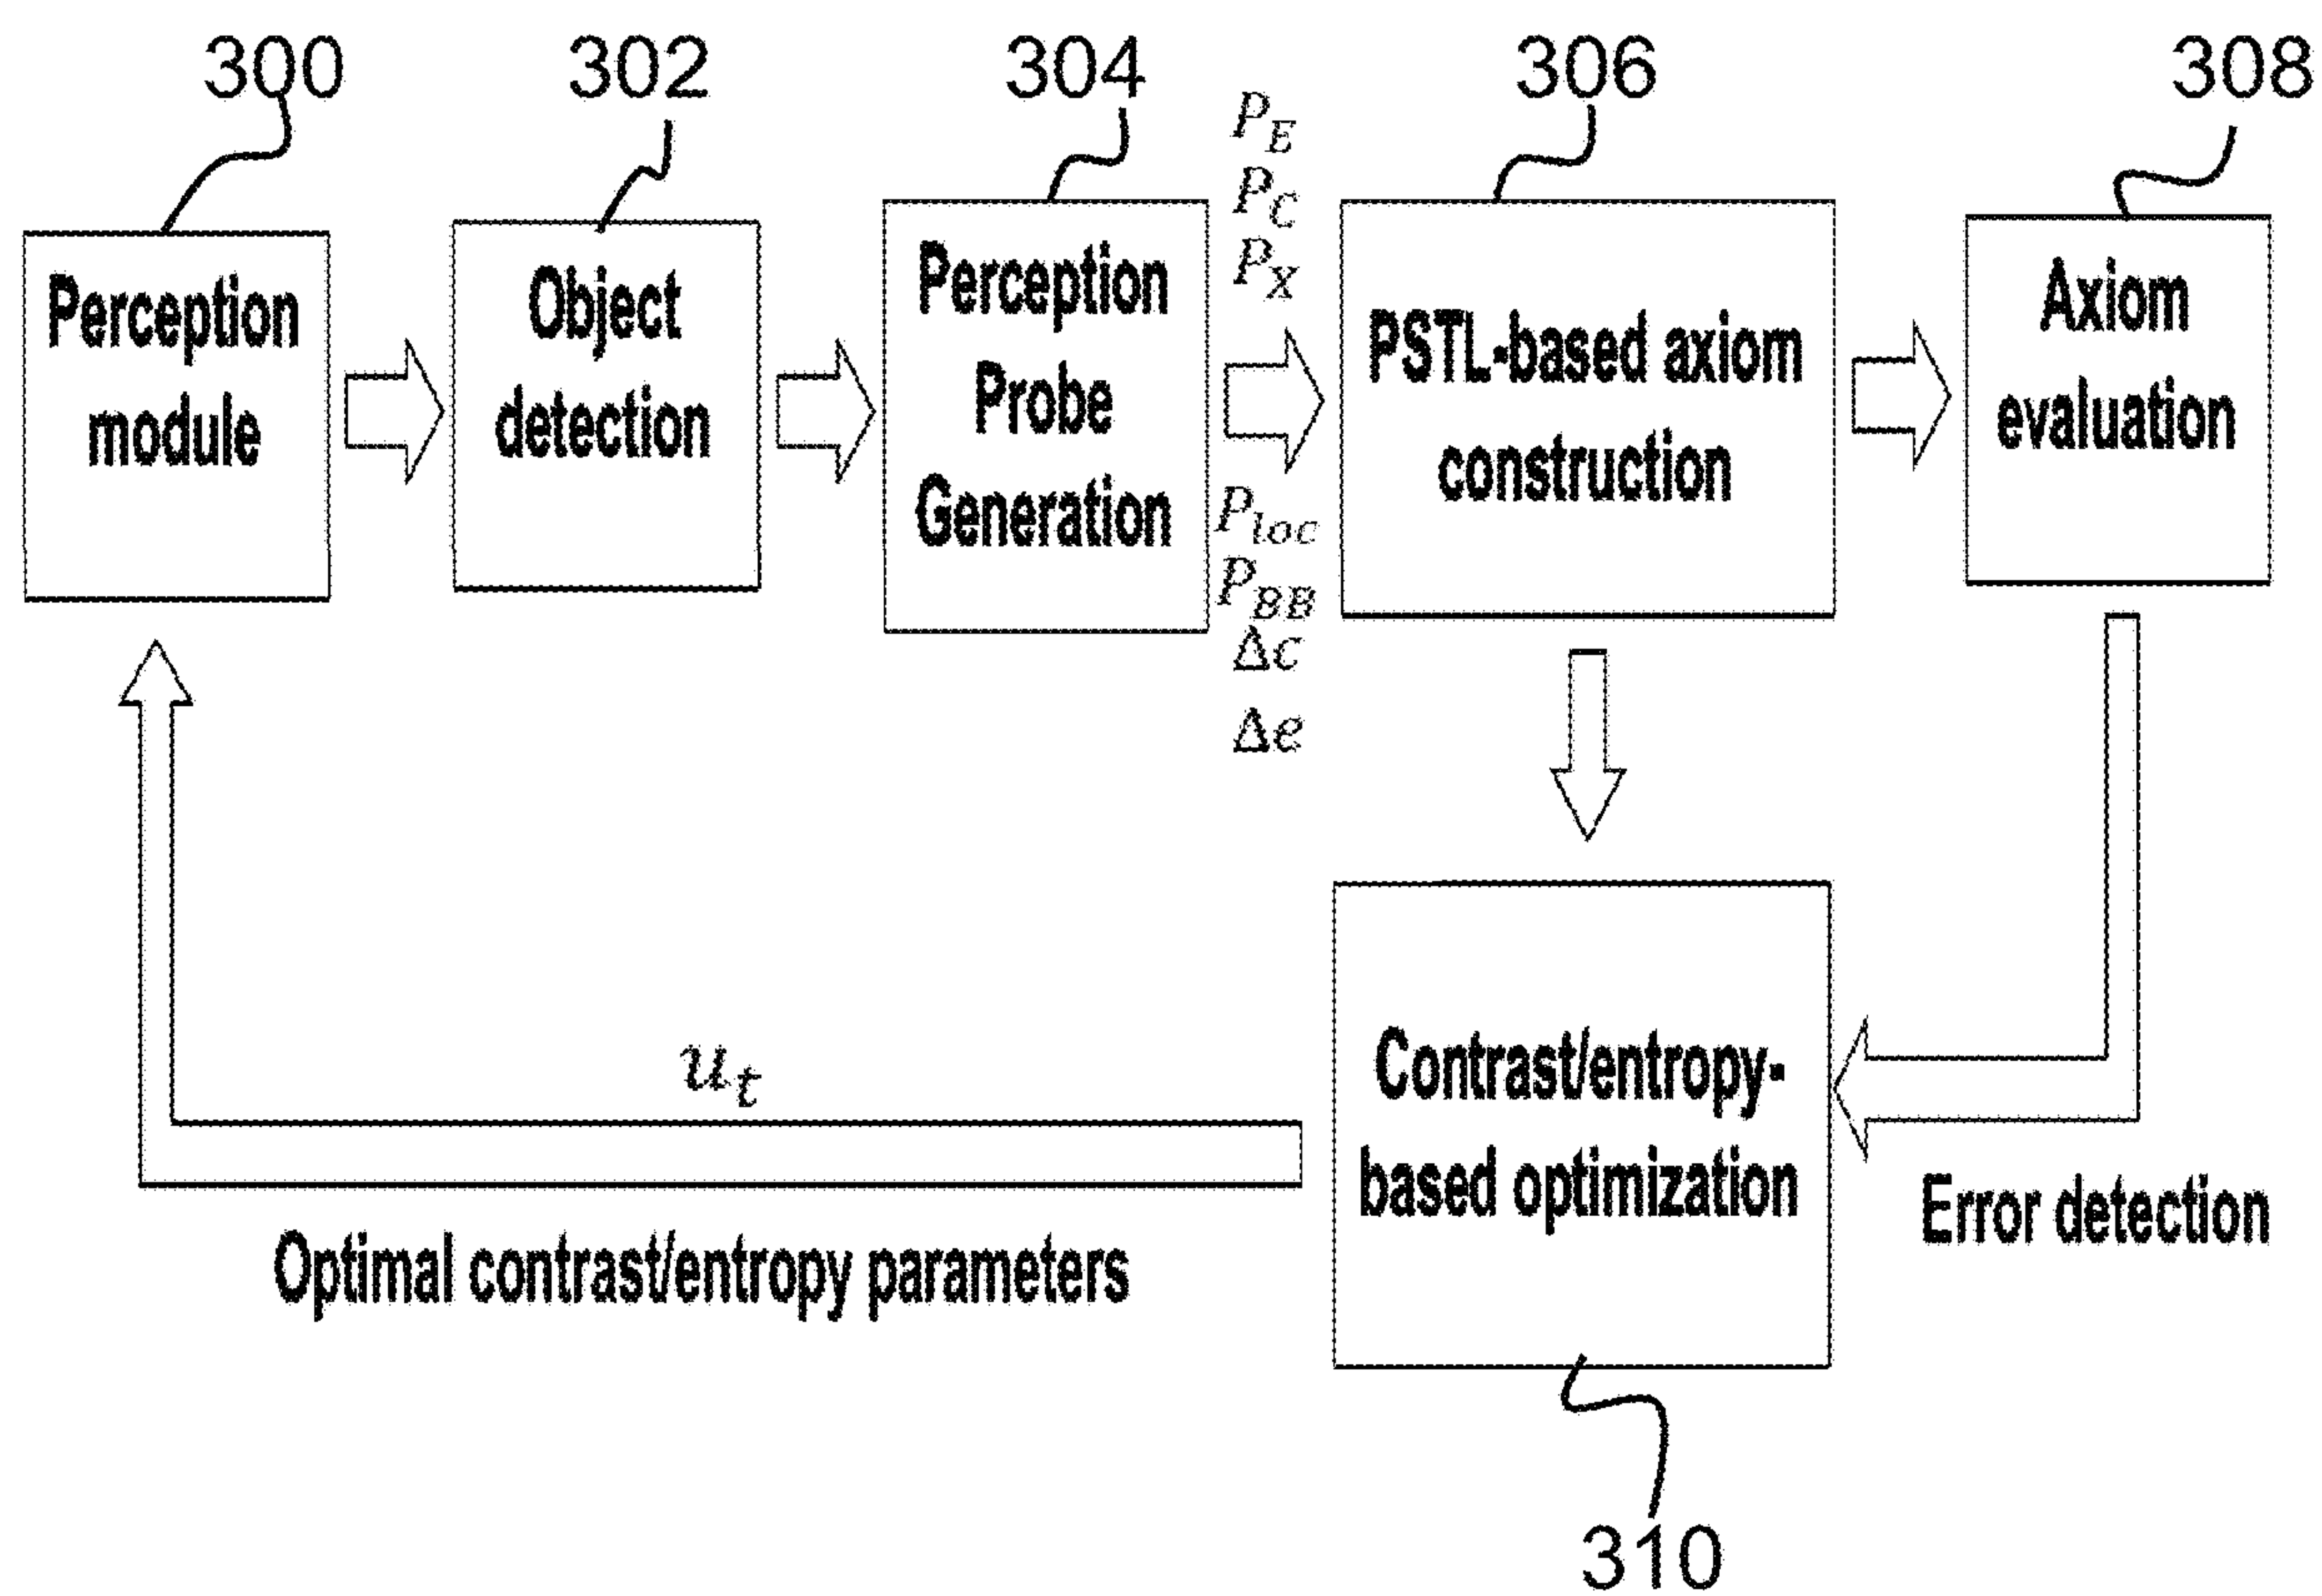 300
302
304
306
308
Perception
module
Object
detection
Perception
Probe
Generation
P_E
P_C
P_X
P_loc
P_BB
Δc
Δe
PSTL-based axiom
construction
Axiom
evaluation
Contrast/entropy-
based optimization
Error detection
u_t
Optimal contrast/entropy parameters
310